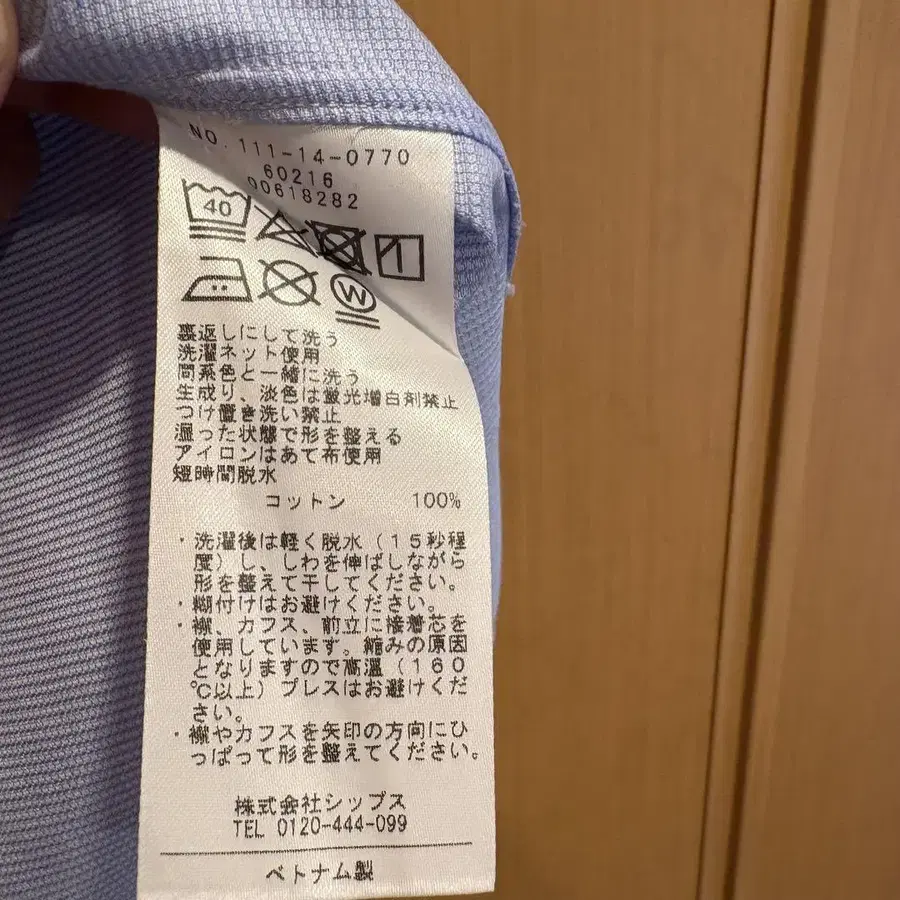 NO. 111-14-0770
60216
00618282
40
W
裏返しにして洗う
洗濯ネット使用
同系色と一緒に洗う
生成り、淡色は蛍光増白剤禁止
つけ置き洗い禁止
湿った状態で形を整える
アイロンはあて布使用
短時間脱水
コットン 100%
・洗濯後は軽く脱水(15秒程
度)し、しわを伸ばしながら
形を整えて干してください。
・糊付けはお避けください。
・襟、カフス、前立に接着芯を
使用しています。縮みの原因
となりますので高温(160
℃以上)プレスはお避けくだ
さい。
・襟やカフスを矢印の方向にひ
っぱって形を整えてください。
株式会社シップス
TEL 0120-444-099
ベトナム製